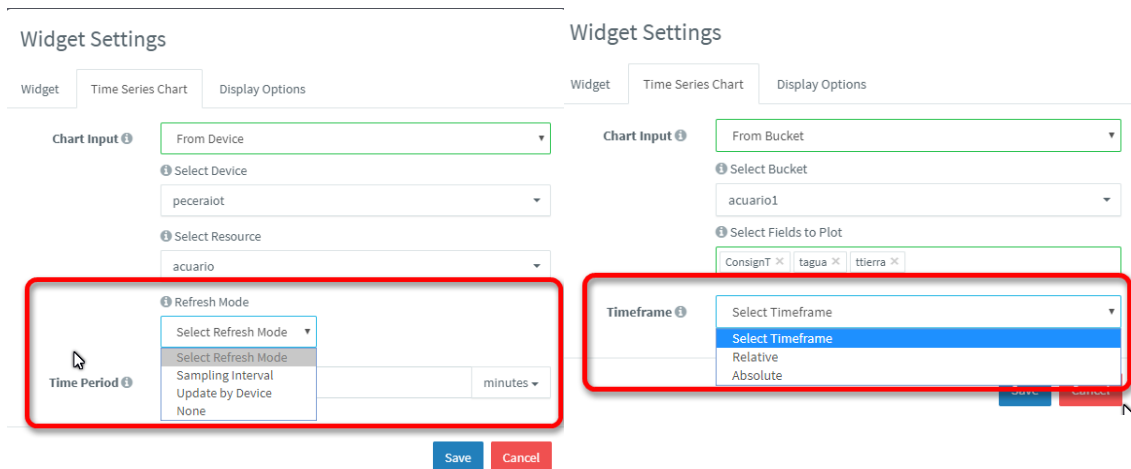 Widget Settings
Widget
Time Series Chart
Display Options
Chart Input
From Device
Select Device
peceraiot
Select Resource
acuario
Refresh Mode
Select Refresh Mode
Select Refresh Mode
Sampling Interval
Update by Device
None
Time Period
minutes
Save
Cancel
Widget Settings
Widget
Time Series Chart
Display Options
Chart Input
From Bucket
Select Bucket
acuario1
Select Fields to Plot
ConsignT × tagua × ttierra ×
Timeframe
Select Timeframe
Select Timeframe
Relative
Absolute
Save
Cancel